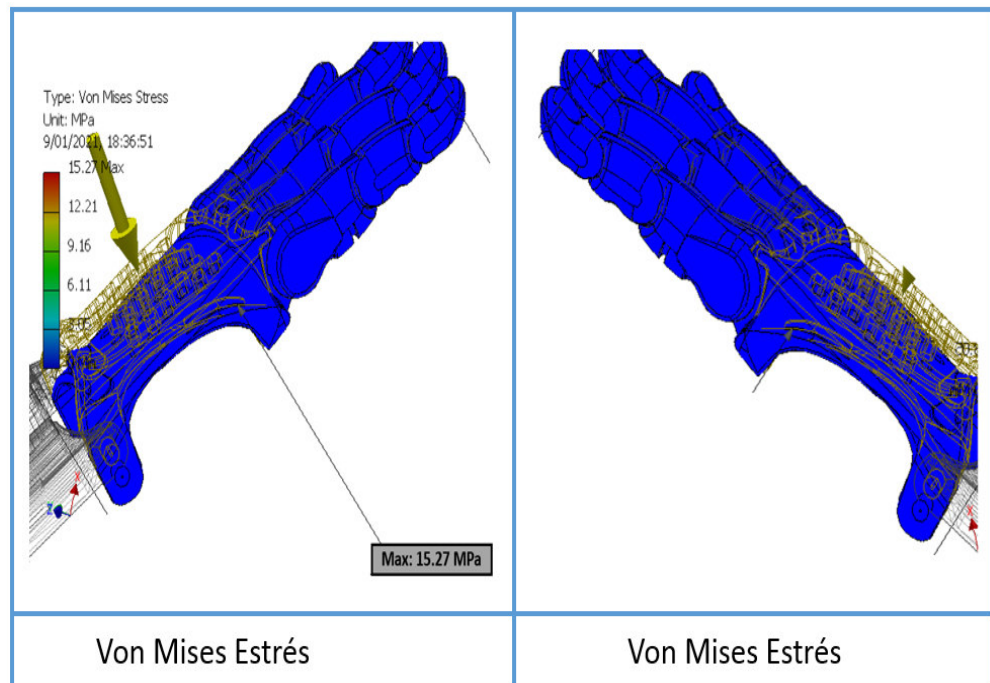 Type: Von Mises Stress
Unit: MPa
9/01/2021, 18:36:51
15.27 Max
12.21
9.16
6.11
Max: 15.27 MPa
X
Z
X
Von Mises Estrés
Von Mises Estrés